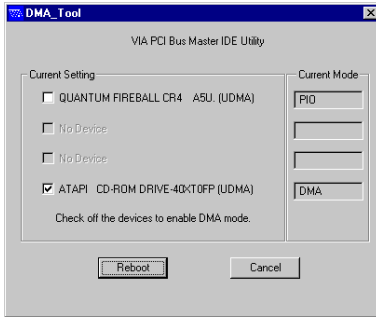 DMA_Tool
VIA PCI Bus Master IDE Utility
Current Setting
Current Mode
QUANTUM FIREBALL CR4 A5U. (UDMA)
PIO
No Device
No Device
ATAPI CD-ROM DRIVE-40XT0FP (UDMA)
DMA
Check off the devices to enable DMA mode.
Reboot
Cancel